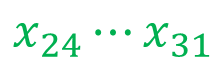 x₂₄ ⋯ x₃₁